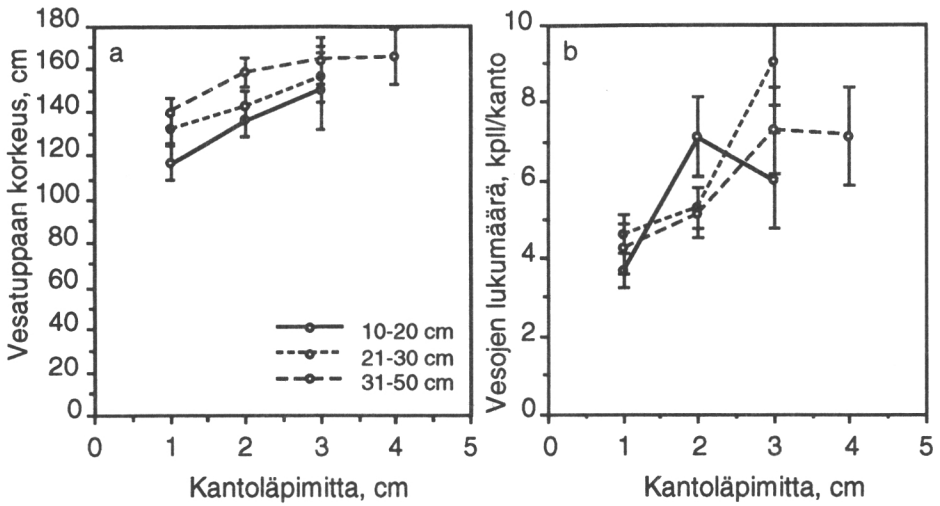 a
Vesatuppaan korkeus, cm
180
160
140
120
100
80
60
40
20
0
10-20 cm
21-30 cm
31-50 cm
0 1 2 3 4 5
Kantoläpimitta, cm
b
Vesojen lukumäärä, kpll/kanto
10
8
6
4
2
0
0 1 2 3 4 5
Kantoläpimitta, cm